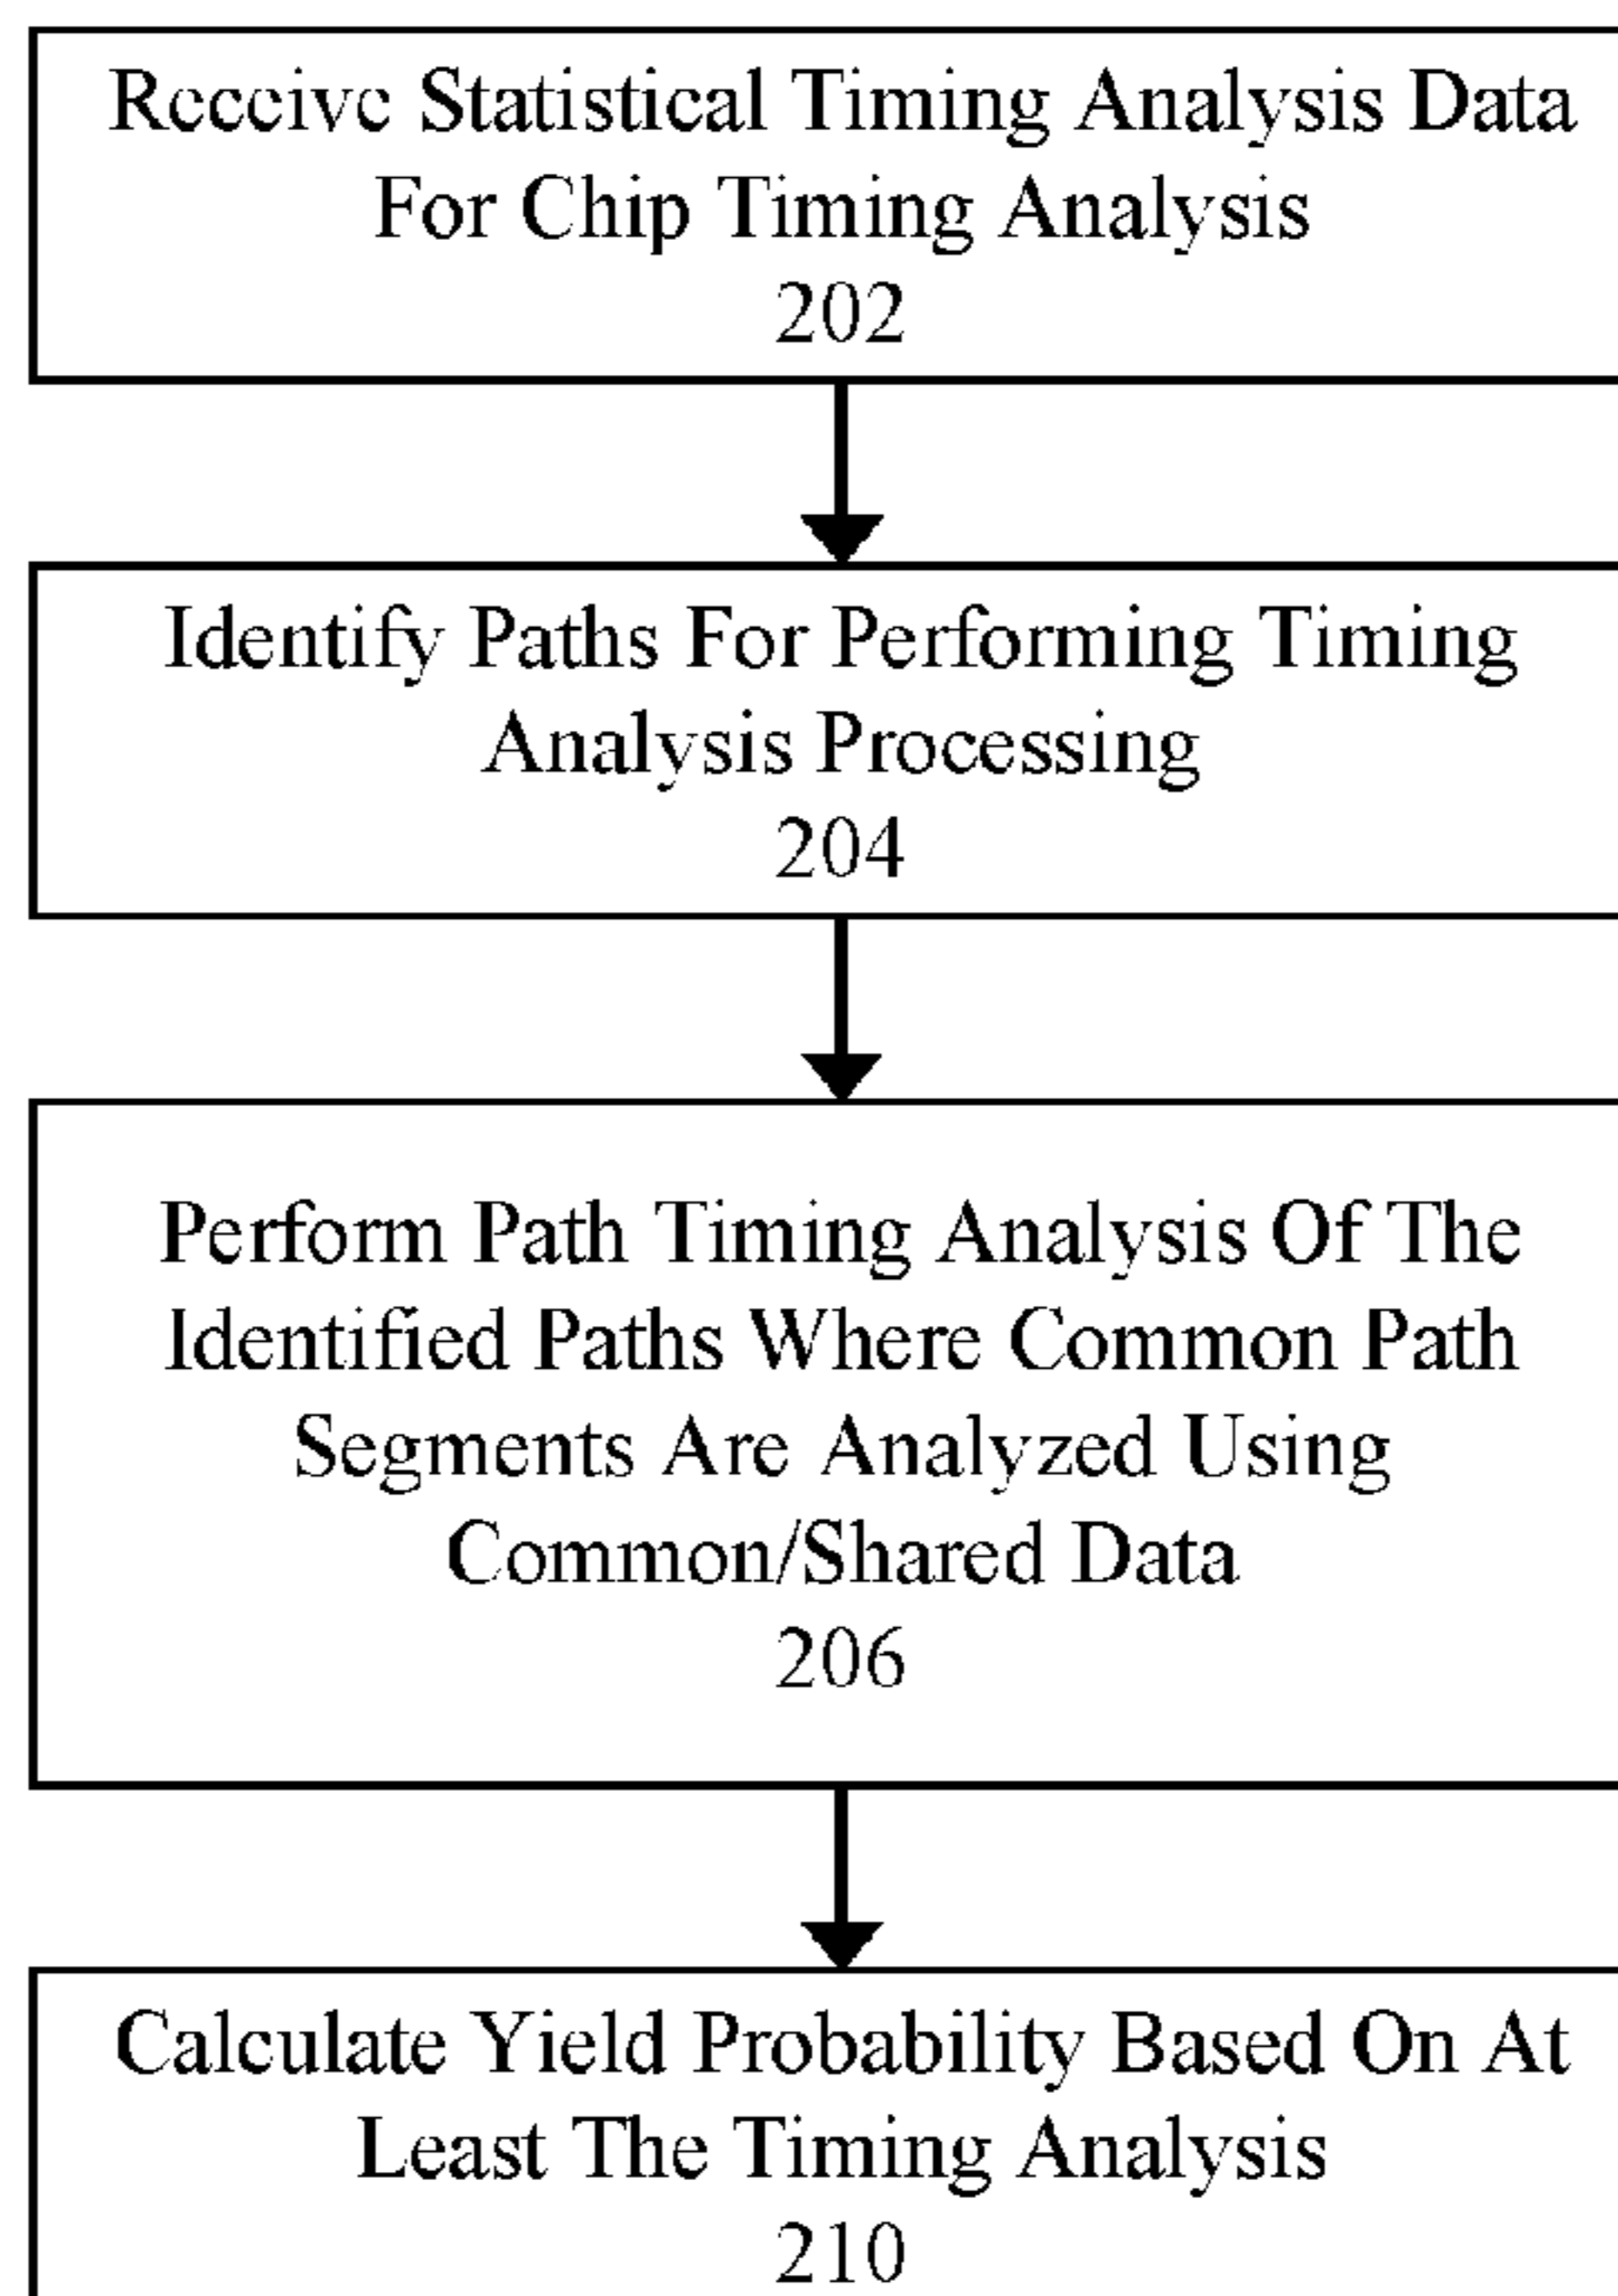 Receive Statistical Timing Analysis Data
For Chip Timing Analysis
202
Identify Paths For Performing Timing
Analysis Processing
204
Perform Path Timing Analysis Of The
Identified Paths Where Common Path
Segments Are Analyzed Using
Common/Shared Data
206
Calculate Yield Probability Based On At
Least The Timing Analysis
210